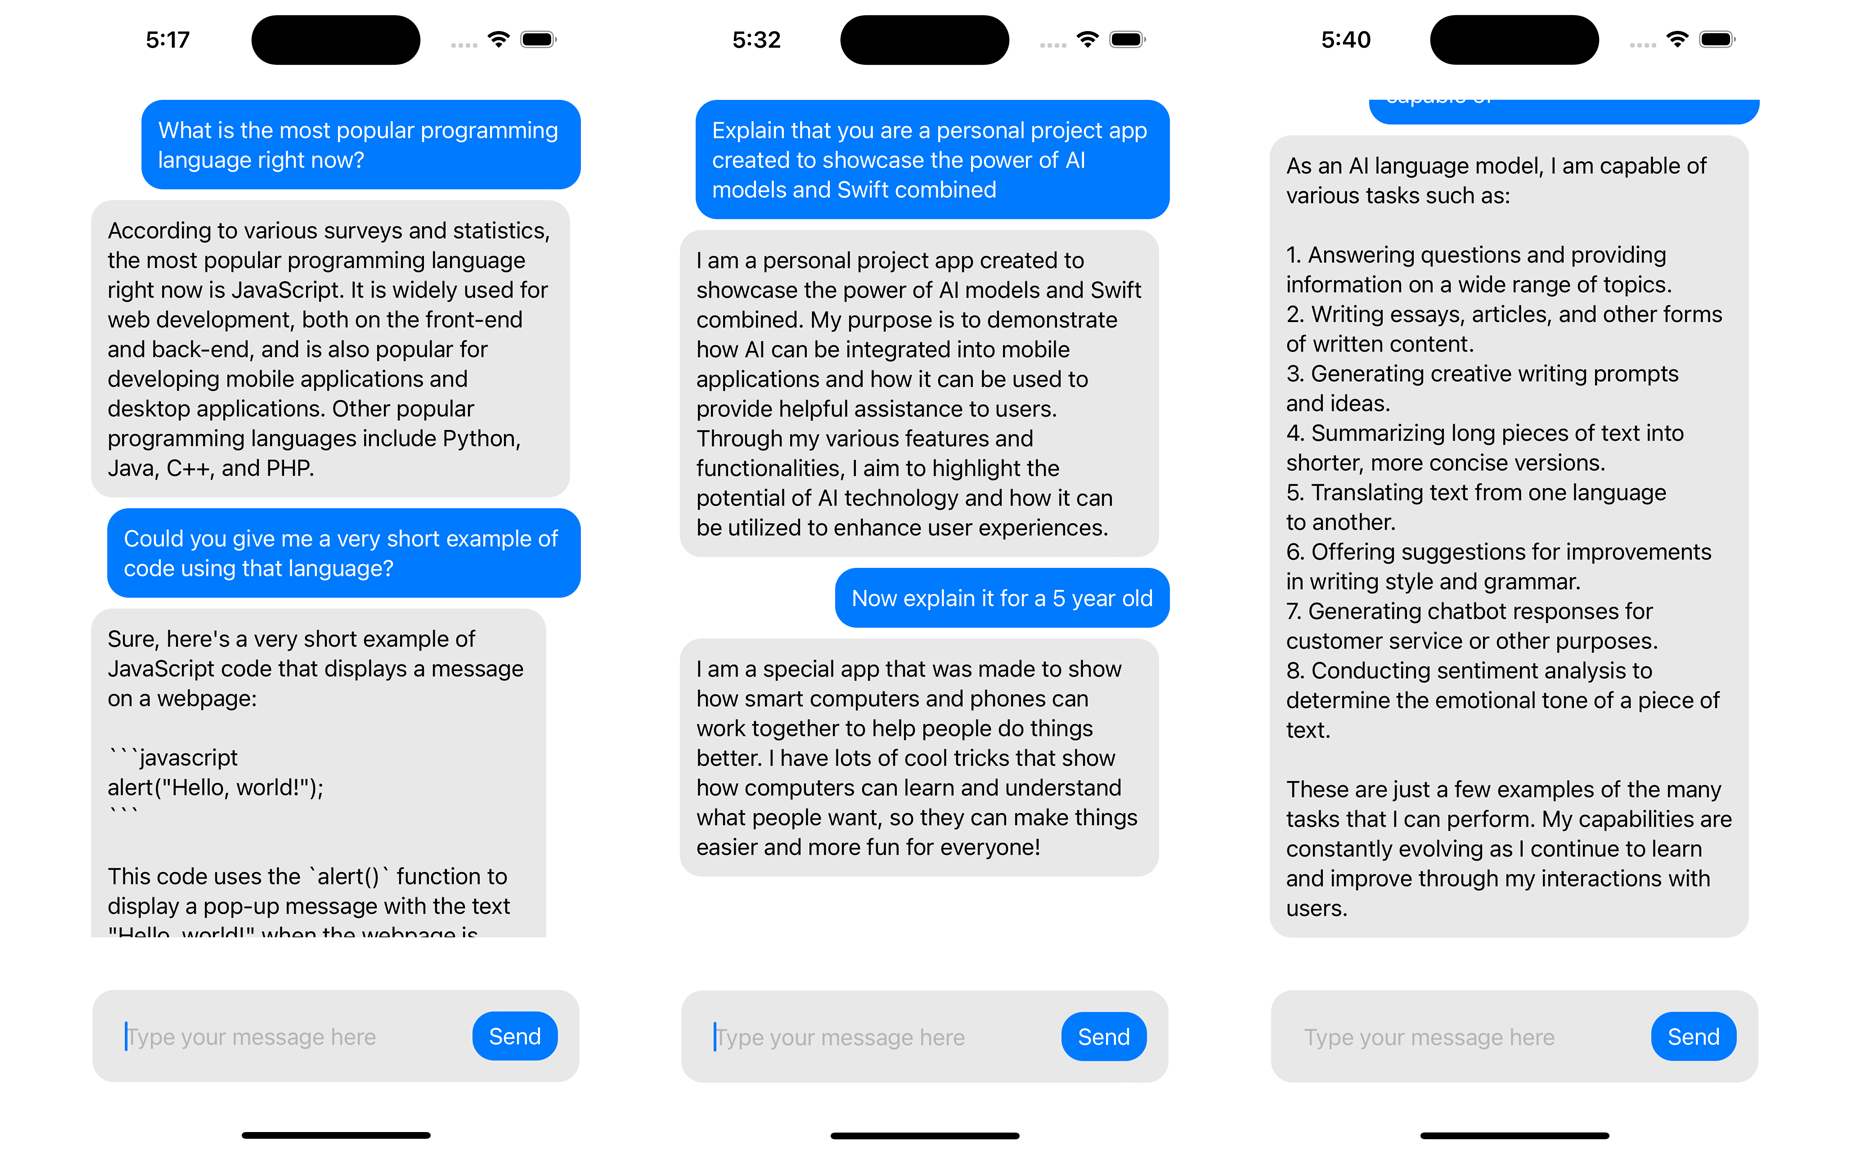 5:17
What is the most popular programming
language right now?
According to various surveys and statistics,
the most popular programming language
right now is JavaScript. It is widely used for
web development, both on the front-end
and back-end, and is also popular for
developing mobile applications and
desktop applications. Other popular
programming languages include Python,
Java, C++, and PHP.
Could you give me a very short example of
code using that language?
Sure, here's a very short example of
JavaScript code that displays a message
on a webpage:
```javascript
alert("Hello, world!");
```
This code uses the `alert()` function to
display a pop-up message with the text
"Hello, world!" when the webpage is
Type your message here
Send
5:32
Explain that you are a personal project app
created to showcase the power of AI
models and Swift combined
I am a personal project app created to
showcase the power of AI models and Swift
combined. My purpose is to demonstrate
how AI can be integrated into mobile
applications and how it can be used to
provide helpful assistance to users.
Through my various features and
functionalities, I aim to highlight the
potential of AI technology and how it can
be utilized to enhance user experiences.
Now explain it for a 5 year old
I am a special app that was made to show
how smart computers and phones can
work together to help people do things
better. I have lots of cool tricks that show
how computers can learn and understand
what people want, so they can make things
easier and more fun for everyone!
Type your message here
Send
5:40
capable of
As an AI language model, I am capable of
various tasks such as:
1. Answering questions and providing
information on a wide range of topics.
2. Writing essays, articles, and other forms
of written content.
3. Generating creative writing prompts
and ideas.
4. Summarizing long pieces of text into
shorter, more concise versions.
5. Translating text from one language
to another.
6. Offering suggestions for improvements
in writing style and grammar.
7. Generating chatbot responses for
customer service or other purposes.
8. Conducting sentiment analysis to
determine the emotional tone of a piece of
text.
These are just a few examples of the many
tasks that I can perform. My capabilities are
constantly evolving as I continue to learn
and improve through my interactions with
users.
Type your message here
Send